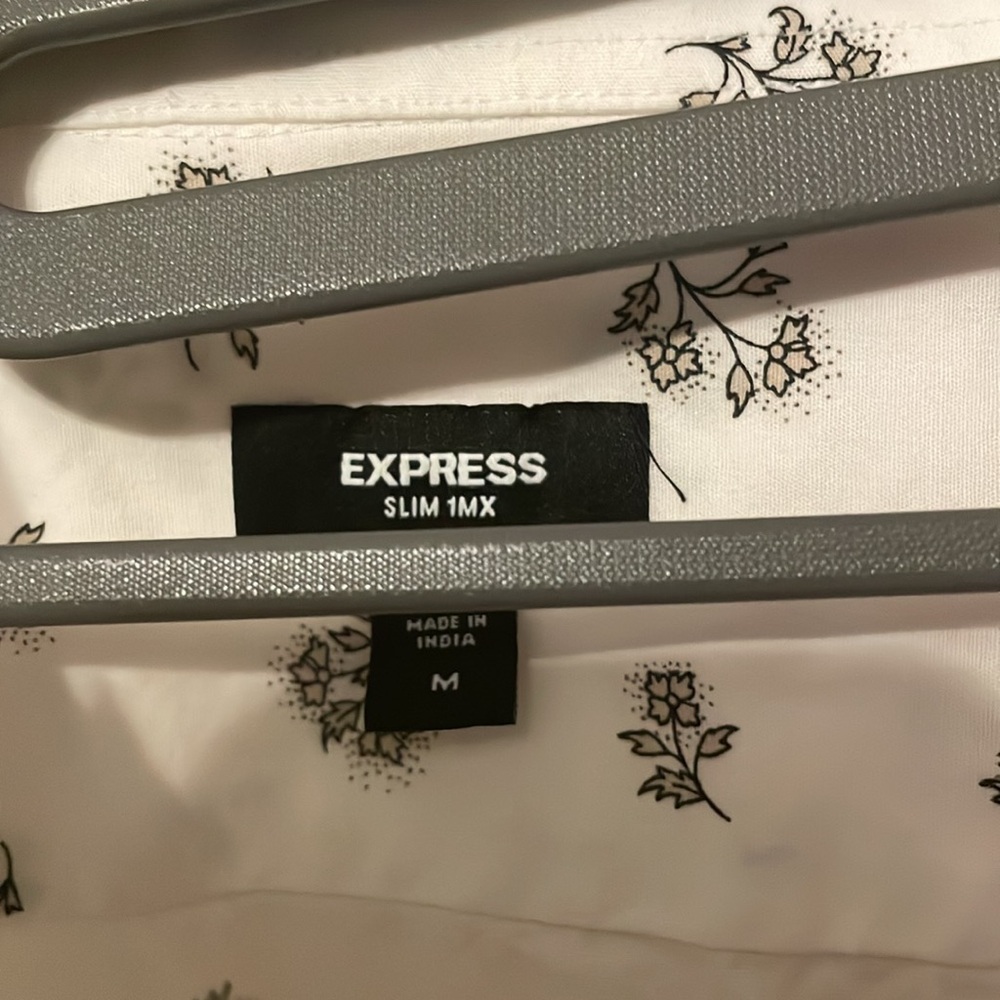 EXPRESS
SLIM 1MX
MADE IN
INDIA
M